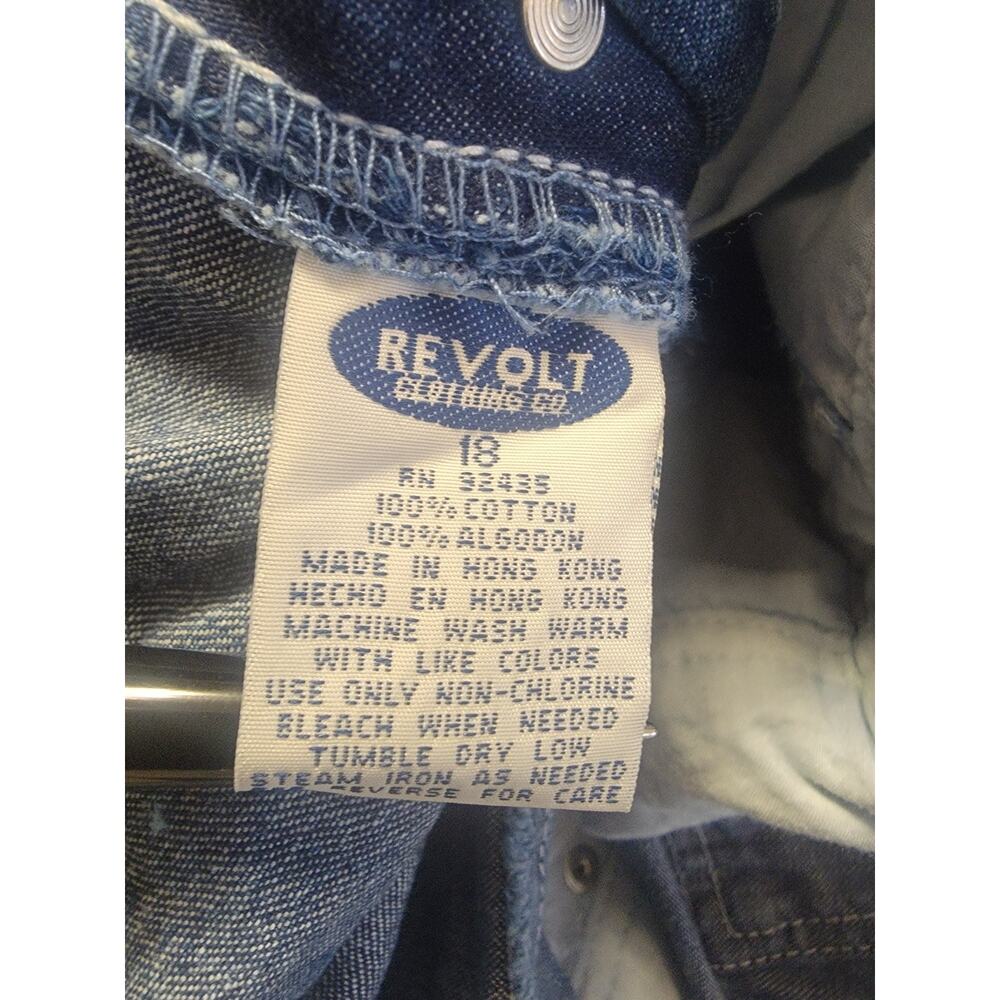 REVOLT
CLOTHING CO.
18
RN 92435
100% COTTON
100% ALGODON
MADE IN HONG KONG
HECHO EN HONG KONG
MACHINE WASH WARM
WITH LIKE COLORS
USE ONLY NON-CHLORINE
BLEACH WHEN NEEDED
TUMBLE DRY LOW
STEAM IRON AS NEEDED
REVERSE FOR CARE